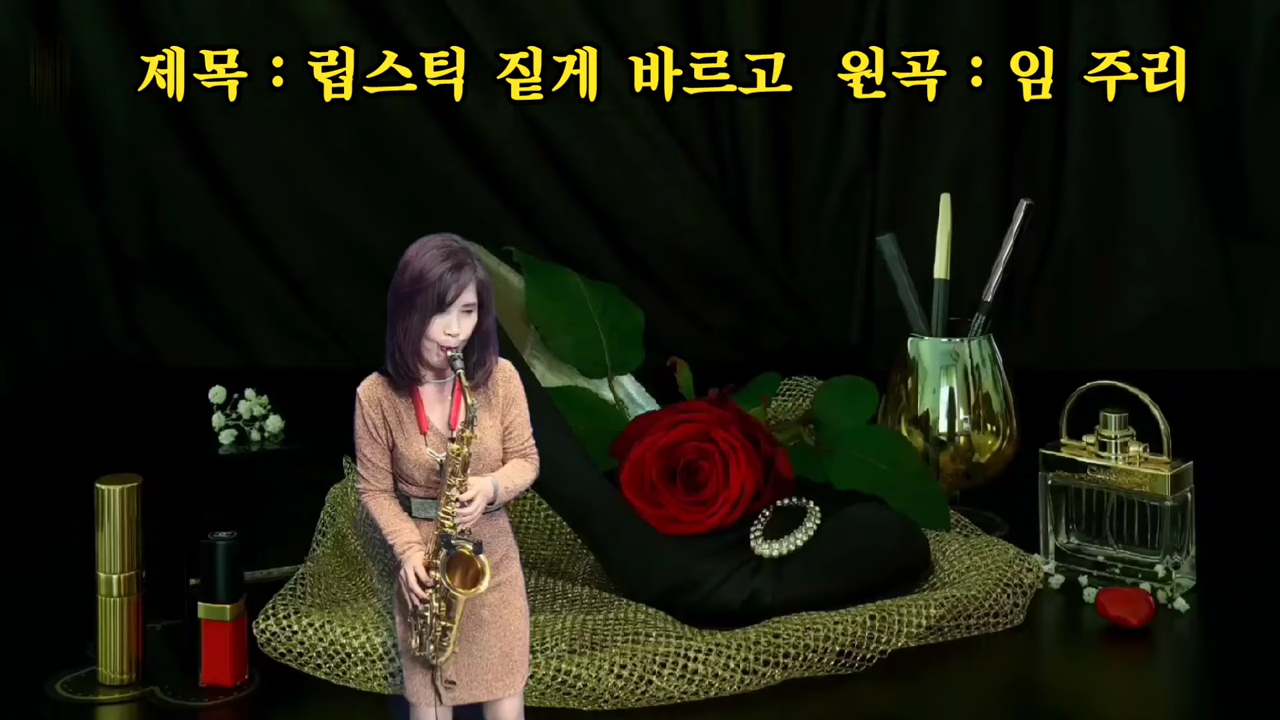 제목 : 립스틱 짙게 바르고 원곡 : 임 주리